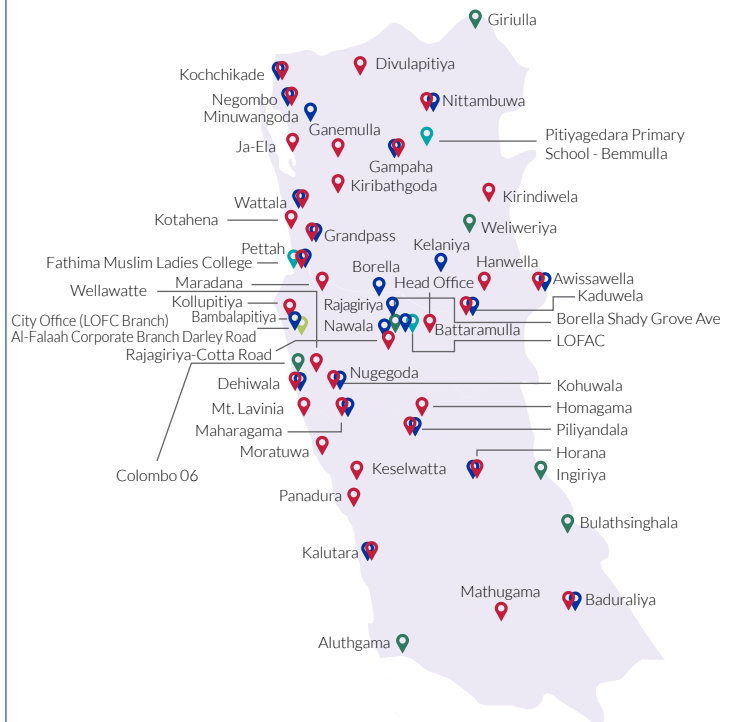 Giriulla
Divulapitiya
Kochchikade
Negombo
Nittambuwa
Minuwangoda
Ganemulla
Pitiyagedara Primary
School - Bemmulla
Ja-Ela
Gampaha
Kiribathgoda
Kirindiwela
Wattala
Kotahena
Weliweriya
Grandpass
Kelaniya
Pettah
Fathima Muslim Ladies College
Borella
Hanwella
Head Office
Awissawella
Maradana
Wellawatte
Kaduwela
Kollupitiya
Rajagiriya
Bambalapitiya
Borella Shady Grove Ave
City Office (LOFC Branch)
Nawala
Battaramulla
Al-Falaah Corporate Branch Darley Road
LOFAC
Rajagiriya-Cotta Road
Nugegoda
Dehiwala
Kohuwala
Mt. Lavinia
Homagama
Maharagama
Piliyandala
Moratuwa
Horana
Keselwatta
Colombo 06
Ingiriya
Panadura
Bulathsinghala
Kalutara
Mathugama
Baduraliya
Aluthgama